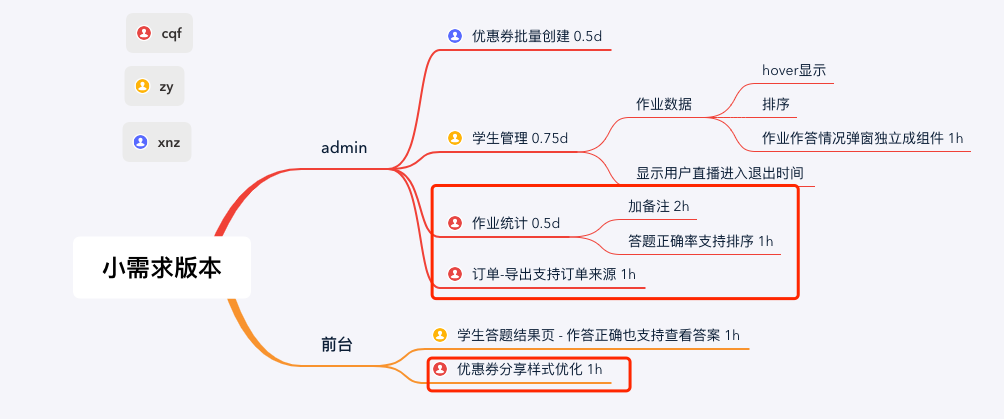 cqf
zy
xnz
小需求版本
admin
优惠券批量创建 0.5d
学生管理 0.75d
作业数据
hover显示
排序
作业作答情况弹窗独立成组件 1h
显示用户直播进入退出时间
作业统计 0.5d
加备注 2h
答题正确率支持排序 1h
订单-导出支持订单来源 1h
前台
学生答题结果页 - 作答正确也支持查看答案 1h
优惠券分享样式优化 1h